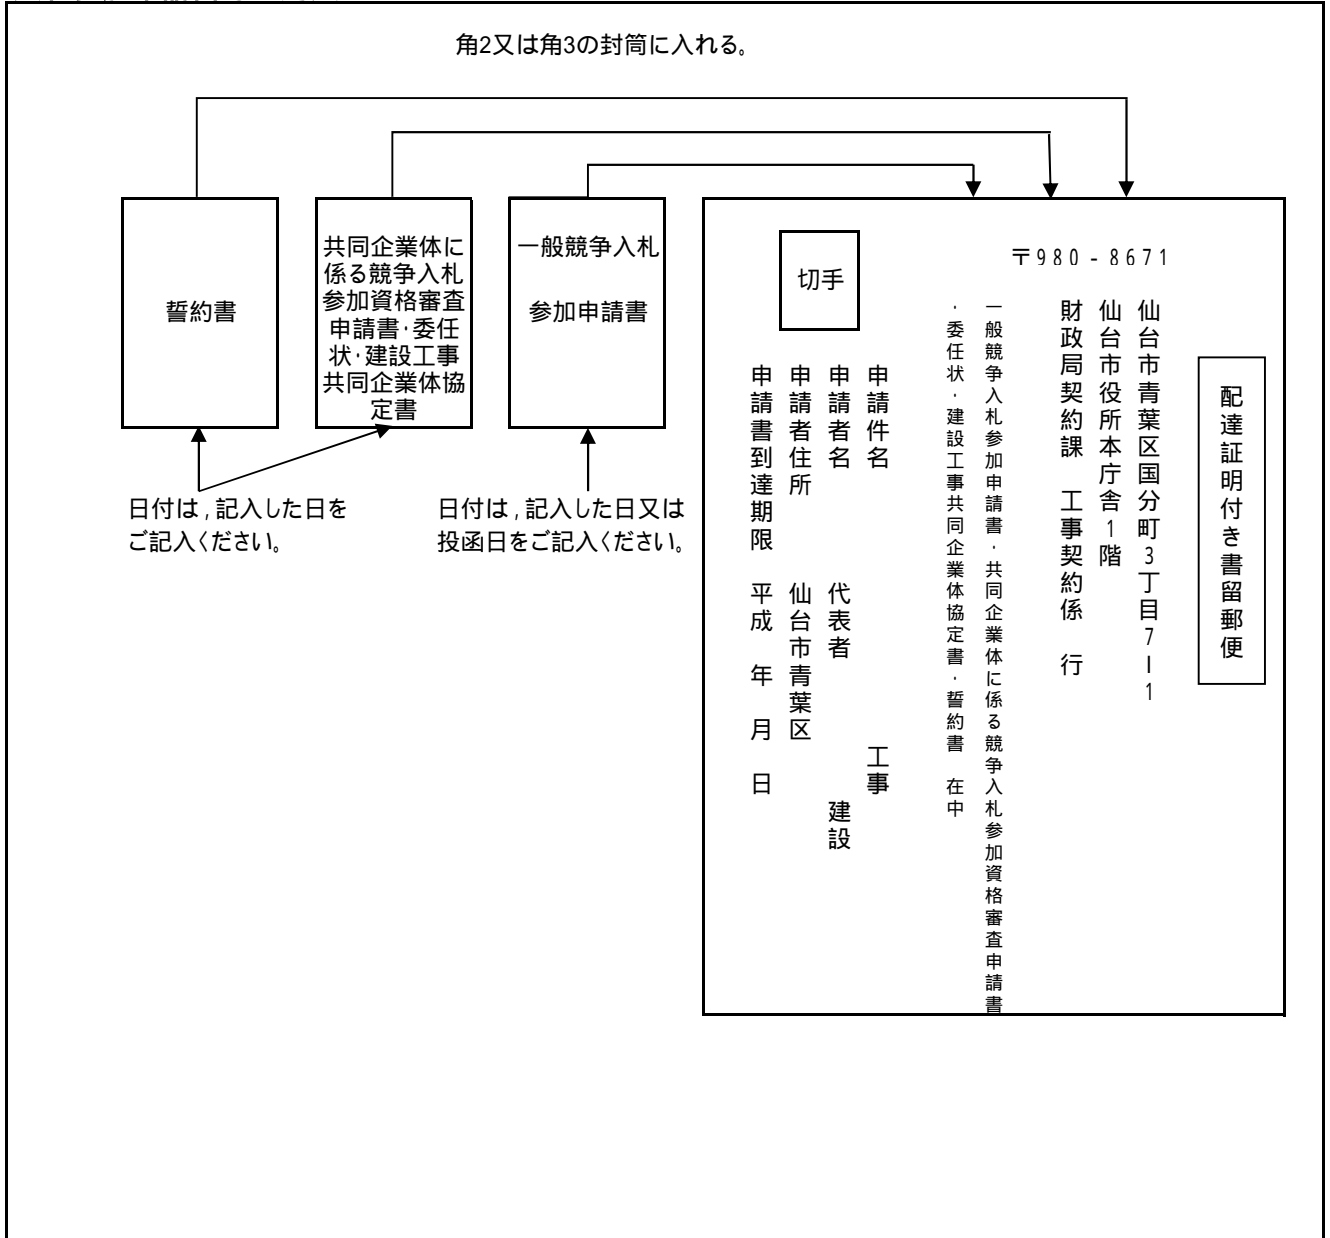 角2又は角3の封筒に入れる。
誓約書
共同企業体に
係る競争入札
参加資格審査
申請書・委任
状・建設工事
共同企業体協
定書
一般競争入札
参加申請書
日付は，記入した日を
ご記入ください。
日付は，記入した日又は
投函日をご記入ください。
切手
〒980-8671
配達証明付き書留郵便
仙台市青葉区国分町3丁目7ー1
仙台市役所本庁舎1階
財政局契約課　工事契約係　行
一般競争入札参加申請書・共同企業体に係る競争入札参加資格審査申請書
・委任状・建設工事共同企業体協定書・誓約書　在中
申請件名　工事
申請者名　代表者　建設
申請者住所　仙台市青葉区
申請書到達期限　平成　年　月　日